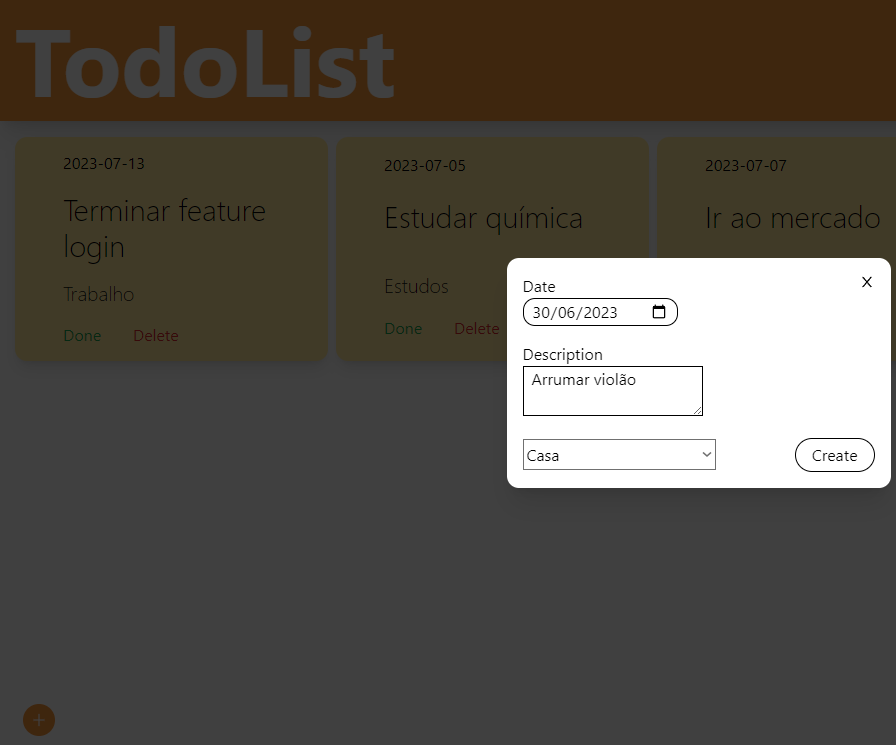 TodoList
2023-07-13
Terminar feature
login
Trabalho
Done Delete
2023-07-05
Estudar química
Estudos
Done Delete
2023-07-07
Ir ao mercado
X
Date
30/06/2023
Description
Arrumar violão
Casa
Create
+